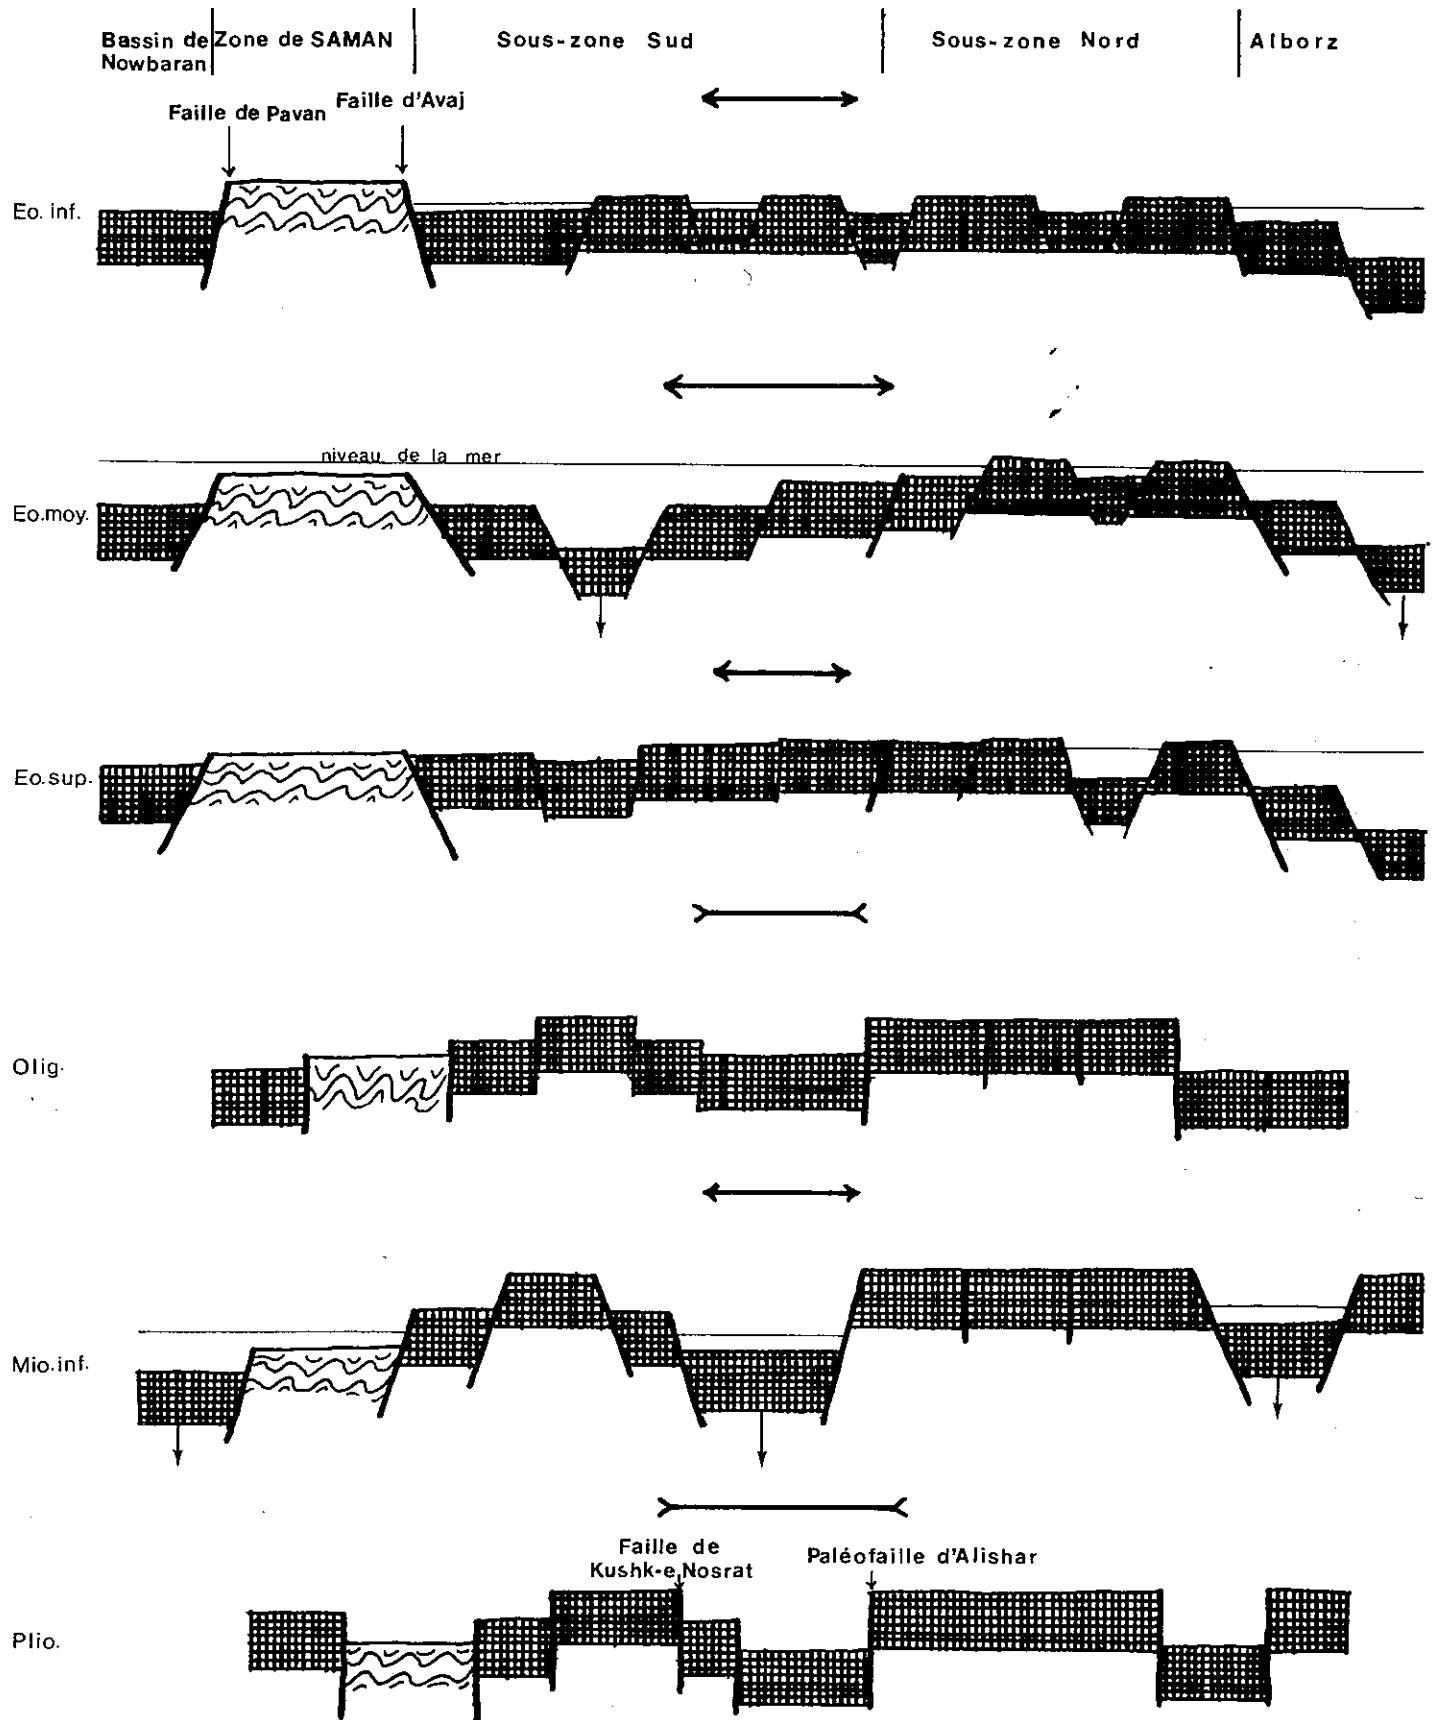 Bassin de Zone de SAMAN Sous-zone Sud Sous-zone Nord Alborz
Nowbaran
Faille de Pavan Faille d'Avaj
Eo. inf.
niveau de la mer
Eo.moy.
Eo.sup.
Olig.
Mio.inf.
Faille de
Kushk-e Nosrat
Paléofaille d'Alishar
Plio.